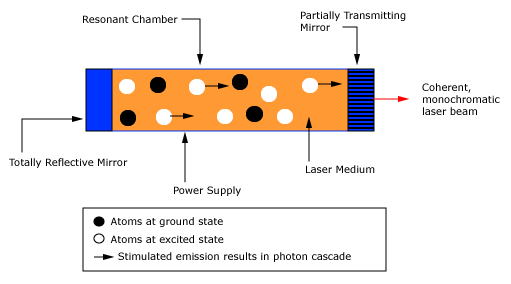 Resonant Chamber
Partially Transmitting
Mirror
Coherent,
monochromatic
laser beam
Totally Reflective Mirror
Laser Medium
Power Supply
Atoms at ground state
Atoms at excited state
Stimulated emission results in photon cascade